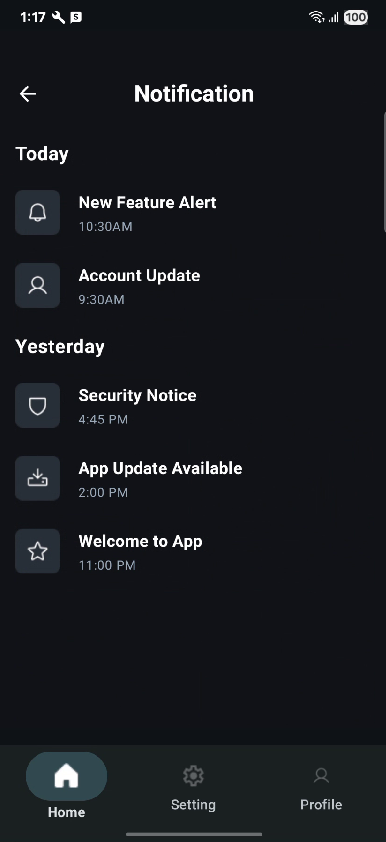 1:17
100
Notification
Today
New Feature Alert
10:30AM
Account Update
9:30AM
Yesterday
Security Notice
4:45 PM
App Update Available
2:00 PM
Welcome to App
11:00 PM
Home
Setting
Profile